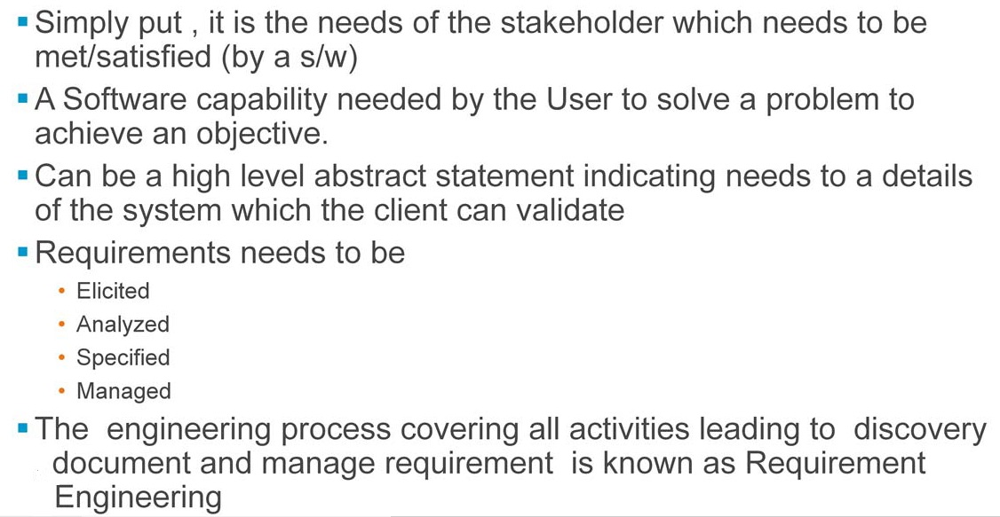 ▪ Simply put , it is the needs of the stakeholder which needs to be
met/satisfied (by a s/w)
▪ A Software capability needed by the User to solve a problem to
achieve an objective.
▪ Can be a high level abstract statement indicating needs to a details
of the system which the client can validate
▪ Requirements needs to be
• Elicited
• Analyzed
• Specified
• Managed
▪ The engineering process covering all activities leading to discovery
document and manage requirement is known as Requirement
Engineering